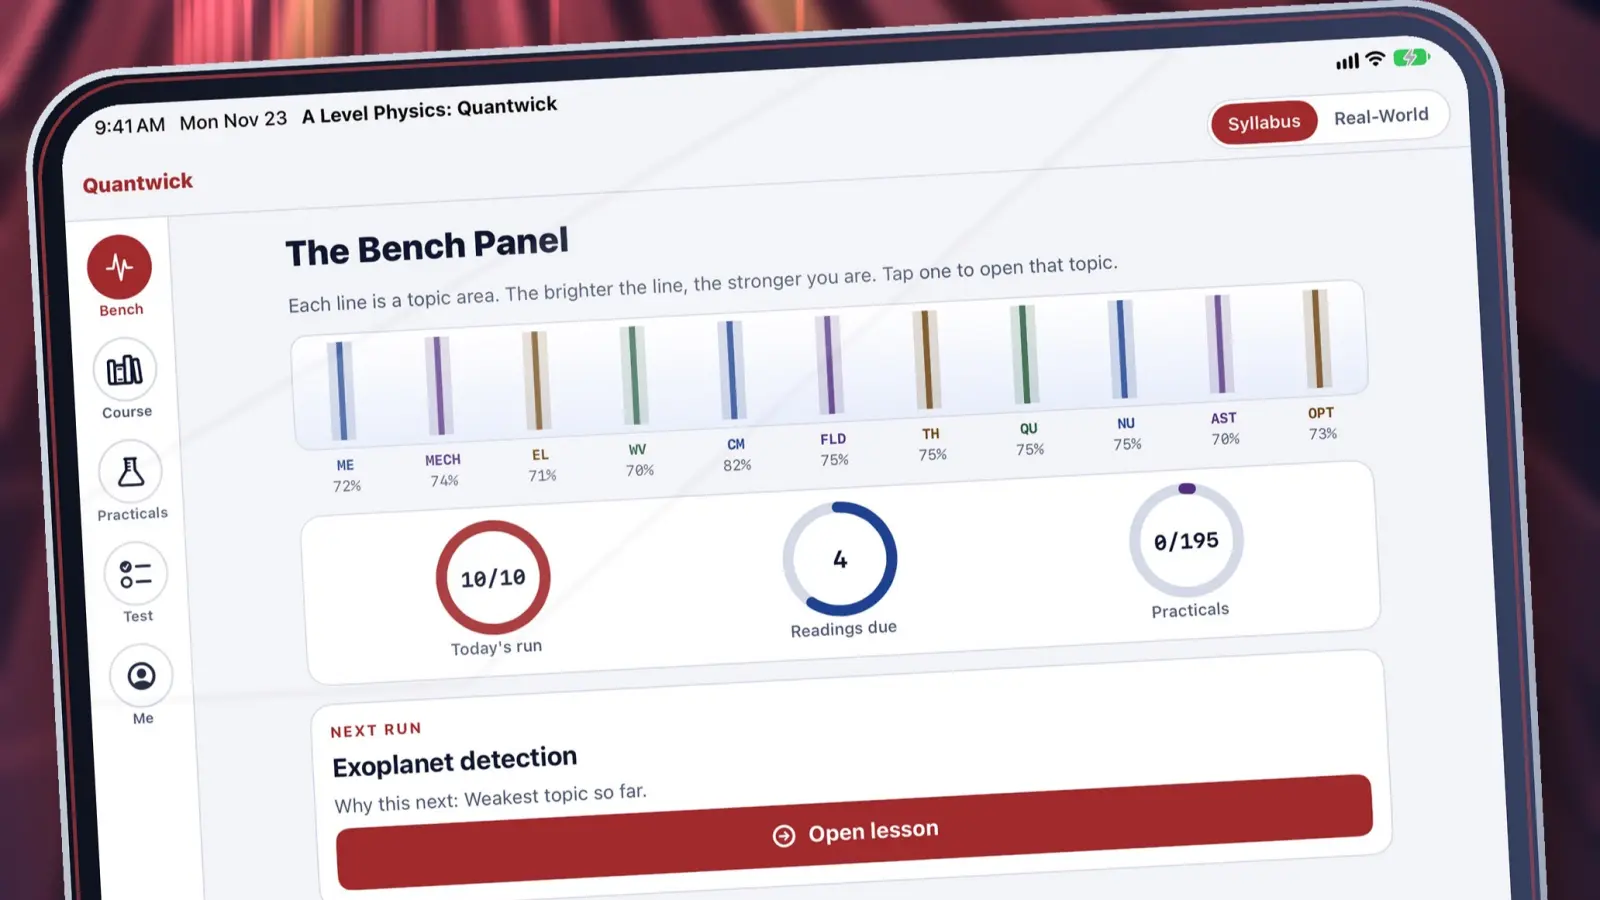 9:41 AM Mon Nov 23 A Level Physics: Quantwick
Syllabus Real-World
Quantwick
Bench
Course
Practicals
Test
Me
The Bench Panel
Each line is a topic area. The brighter the line, the stronger you are. Tap one to open that topic.
ME MECH EL WV CM FLD TH QU NU AST OPT
72% 74% 71% 70% 82% 75% 75% 75% 75% 70% 73%
10/10 4 0/195
Today's run Readings due Practicals
NEXT RUN
Exoplanet detection
Why this next: Weakest topic so far.
Open lesson